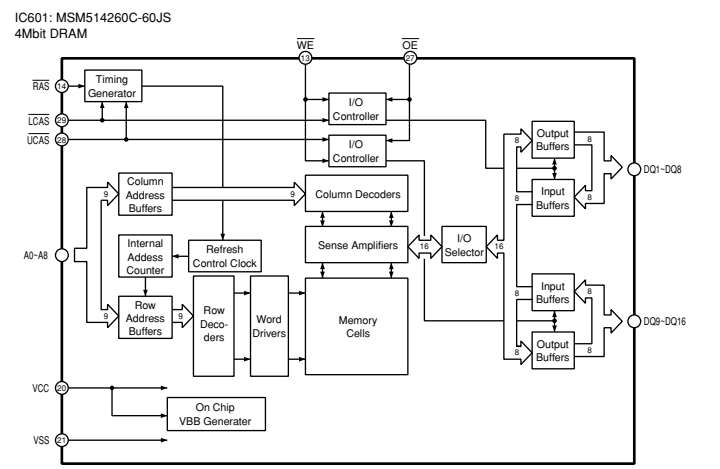 IC601: MSM514260C-60JS
4Mbit DRAM
WE
OE
13
27
RAS
14
Timing
Generator
LCAS
29
I/O
Controller
UCAS
28
I/O
Controller
Output
Buffers
8
8
DQ1~DQ8
Input
Buffers
8
8
Column
Address
Buffers
9
9
Column Decoders
A0~A8
Internal
Addess
Counter
Refresh
Control Clock
Sense Amplifiers
16
I/O
Selector
16
Row
Address
Buffers
9
9
Row
Deco-
ders
Word
Drivers
Memory
Cells
Input
Buffers
8
8
DQ9~DQ16
Output
Buffers
8
8
VCC
20
On Chip
VBB Generater
VSS
21